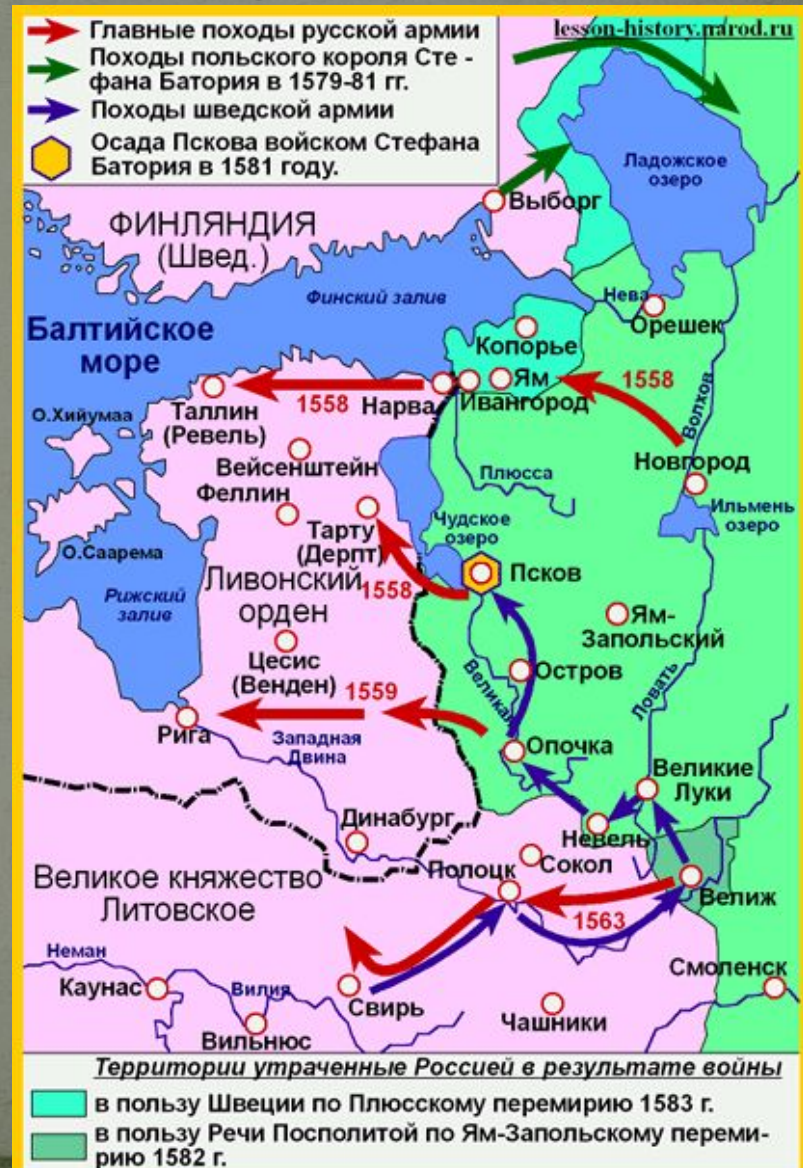 Главные походы русской армии
lesson-history.narod.ru
Походы польского короля Сте -
фана Батория в 1579-81 гг.
Походы шведской армии
Осада Пскова войском Стефана
Батория в 1581 году.
Ладожское
озеро
Выборг
ФИНЛЯНДИЯ
(Швед.)
Финский залив
Нева
Орешек
Балтийское
море
Копорье
Ям
1558
Нарва
Ивангород
1558
Таллин
(Ревель)
Волхов
О.Хийумаа
Новгород
Вейсенштейн
Плюсса
Феллин
Ильмень
озеро
Тарту
(Дерпт)
Чудское
озеро
О.Саарема
Псков
1558
Рижский
залив
Ливонский
орден
Ям-
Запольский
Цесис
(Венден)
Остров
Великая
Ловать
1559
Рига
Западная
Двина
Опочка
Великие
Луки
Динабург
Невель
Сокол
Полоцк
Велиж
Великое княжество
Литовское
1563
Неман
Смоленск
Каунас
Вилия
Свирь
Чашники
Вильнюс
Территории утраченные Россией в результате войны
в пользу Швеции по Плюсскому перемирию 1583 г.
в пользу Речи Посполитой по Ям-Запольскому переми-
рию 1582 г.